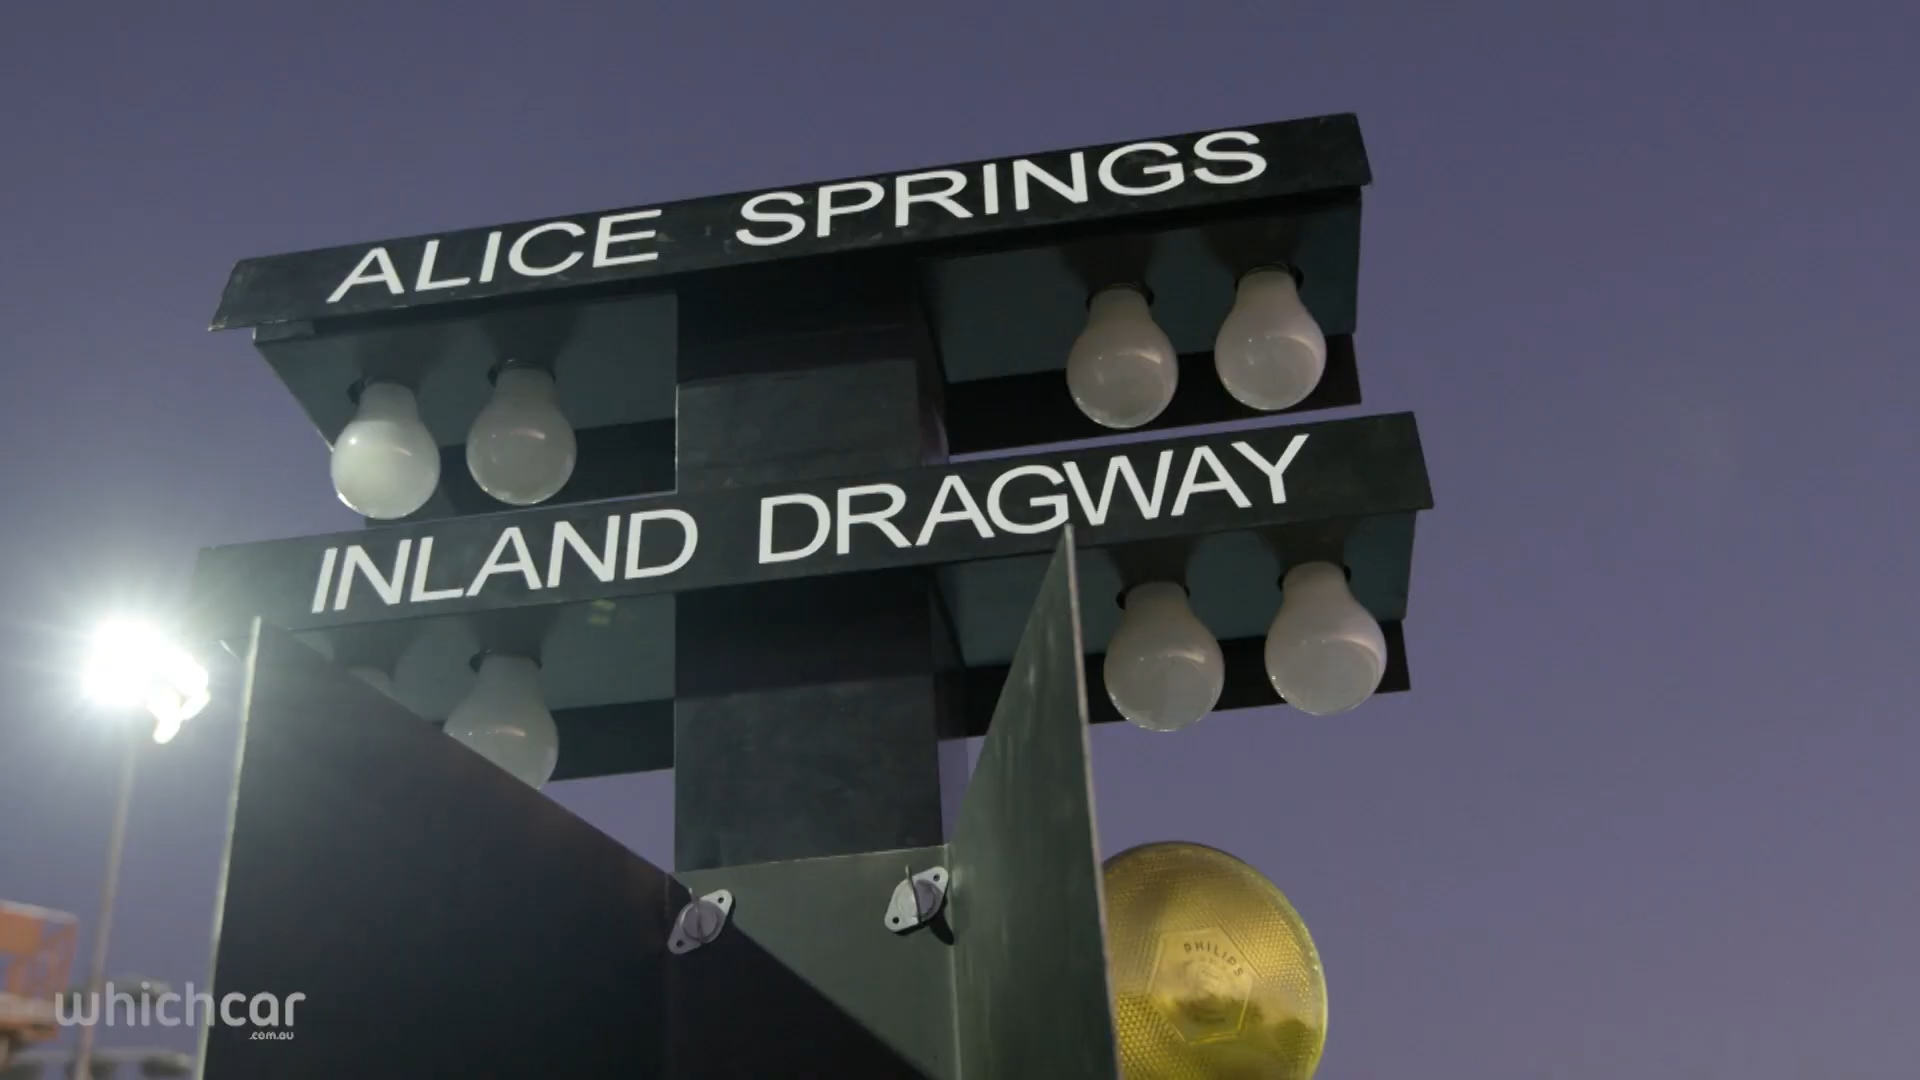 ALICE SPRINGS
INLAND DRAGWAY
PHILIPS
whichcar
.com.au